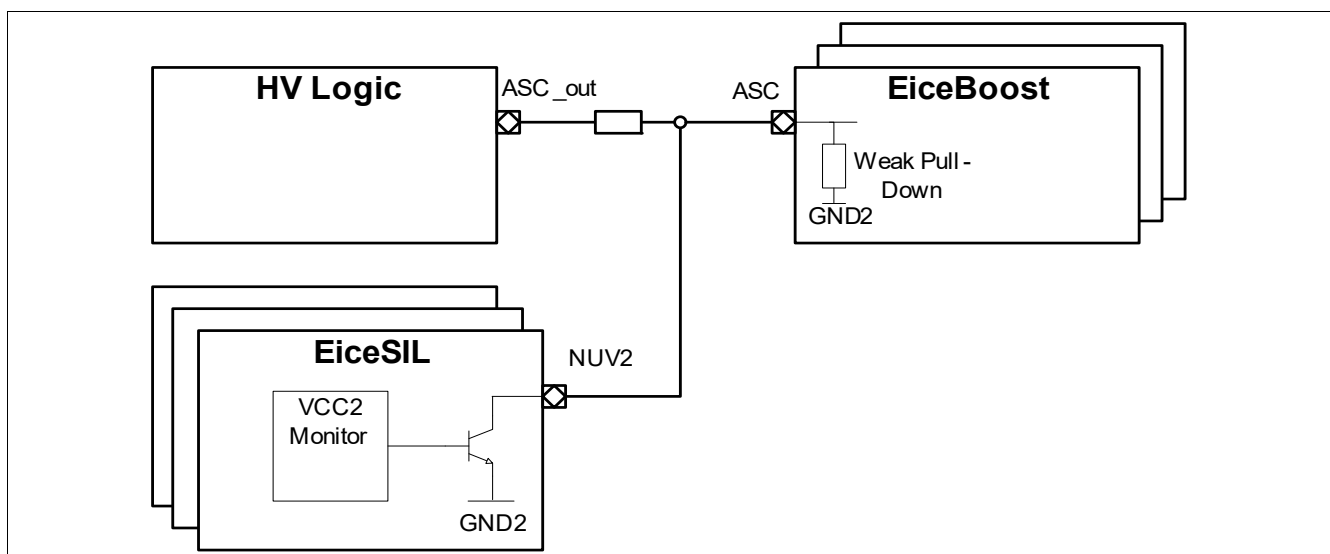 HV Logic
ASC_out
ASC
EiceBoost
Weak Pull -
Down
GND2
EiceSIL
NUV2
VCC2
Monitor
GND2